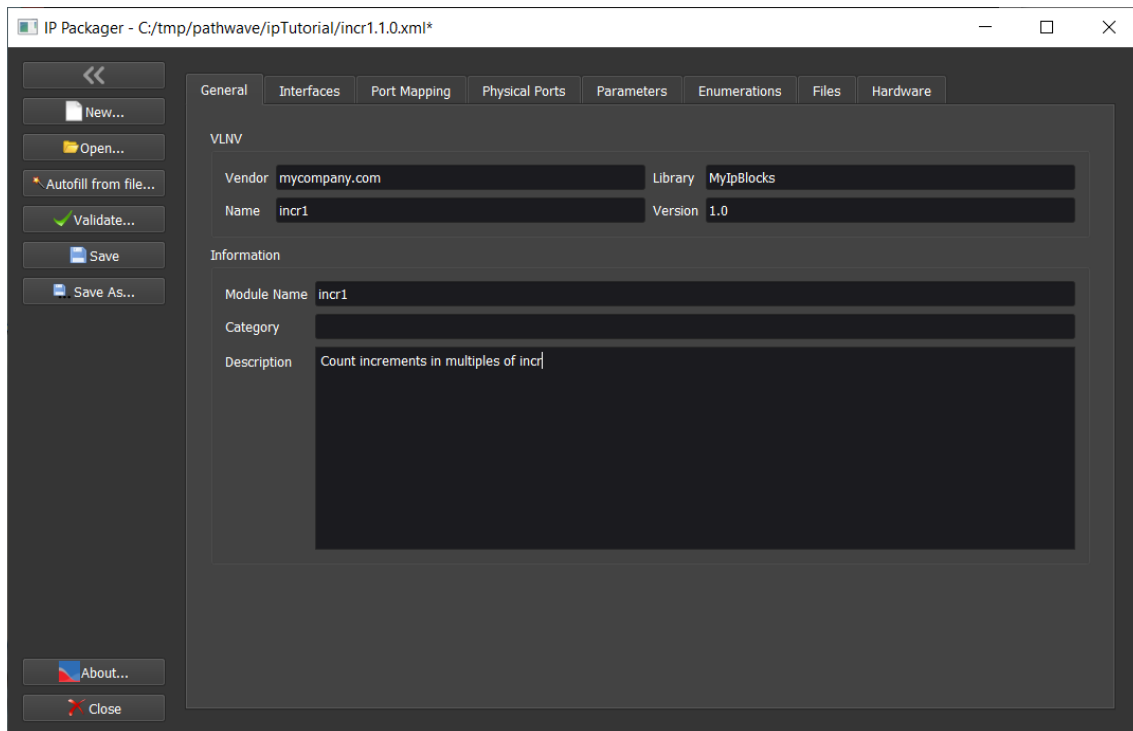 IP Packager - C:/tmp/pathwave/ipTutorial/incr1.1.0.xml*
New...
Open...
Autofill from file...
Validate...
Save
Save As...
General Interfaces Port Mapping Physical Ports Parameters Enumerations Files Hardware
VLNV
Vendor mycompany.com Library MyIpBlocks
Name incr1 Version 1.0
Information
Module Name incr1
Category
Description Count increments in multiples of incr
About...
Close